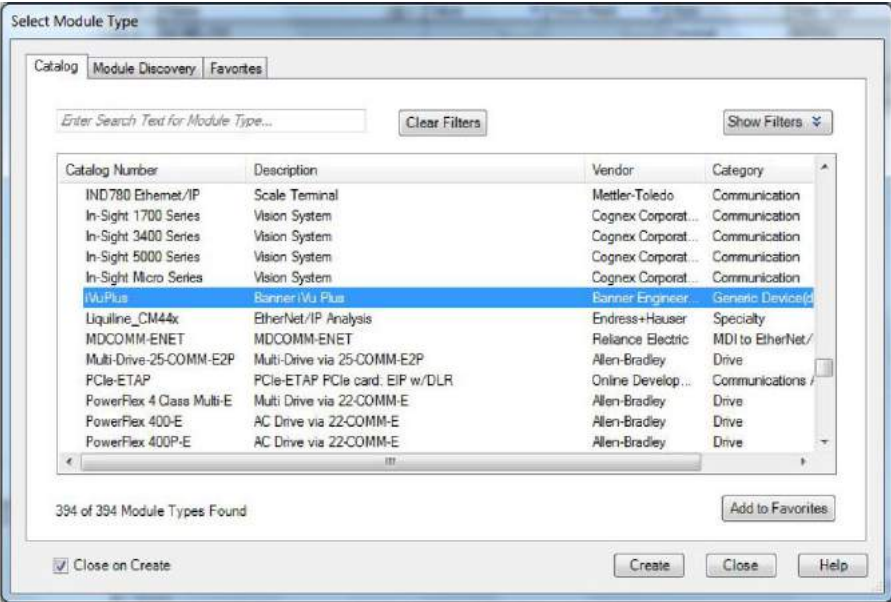 Select Module Type
Catalog Module Discovery Favorites
Enter Search Text for Module Type... Clear Filters Show Filters
Catalog Number Description Vendor Category
IND780 Ethernet/IP Scale Terminal Mettler-Toledo Communication
In-Sight 1700 Series Vision System Cognex Corporat... Communication
In-Sight 3400 Series Vision System Cognex Corporat... Communication
In-Sight 5000 Series Vision System Cognex Corporat... Communication
In-Sight Micro Series Vision System Cognex Corporat... Communication
iVuPlus Banner iVu Plus Banner Engineer... Generic Device(d
Liquiline_CM44x EtherNet/IP Analysis Endress+Hauser Specialty
MDCOMM-ENET MDCOMM-ENET Reliance Electric MDI to EtherNet/
Multi-Drive-25-COMM-E2P Multi-Drive via 25-COMM-E2P Allen-Bradley Drive
PCIe-ETAP PCIe-ETAP PCIe card: EIP w/DLR Online Develop... Communications /
PowerFlex 4 Class Multi-E Multi Drive via 22-COMM-E Allen-Bradley Drive
PowerFlex 400-E AC Drive via 22-COMM-E Allen-Bradley Drive
PowerFlex 400P-E AC Drive via 22-COMM-E Allen-Bradley Drive
394 of 394 Module Types Found Add to Favorites
Close on Create Create Close Help